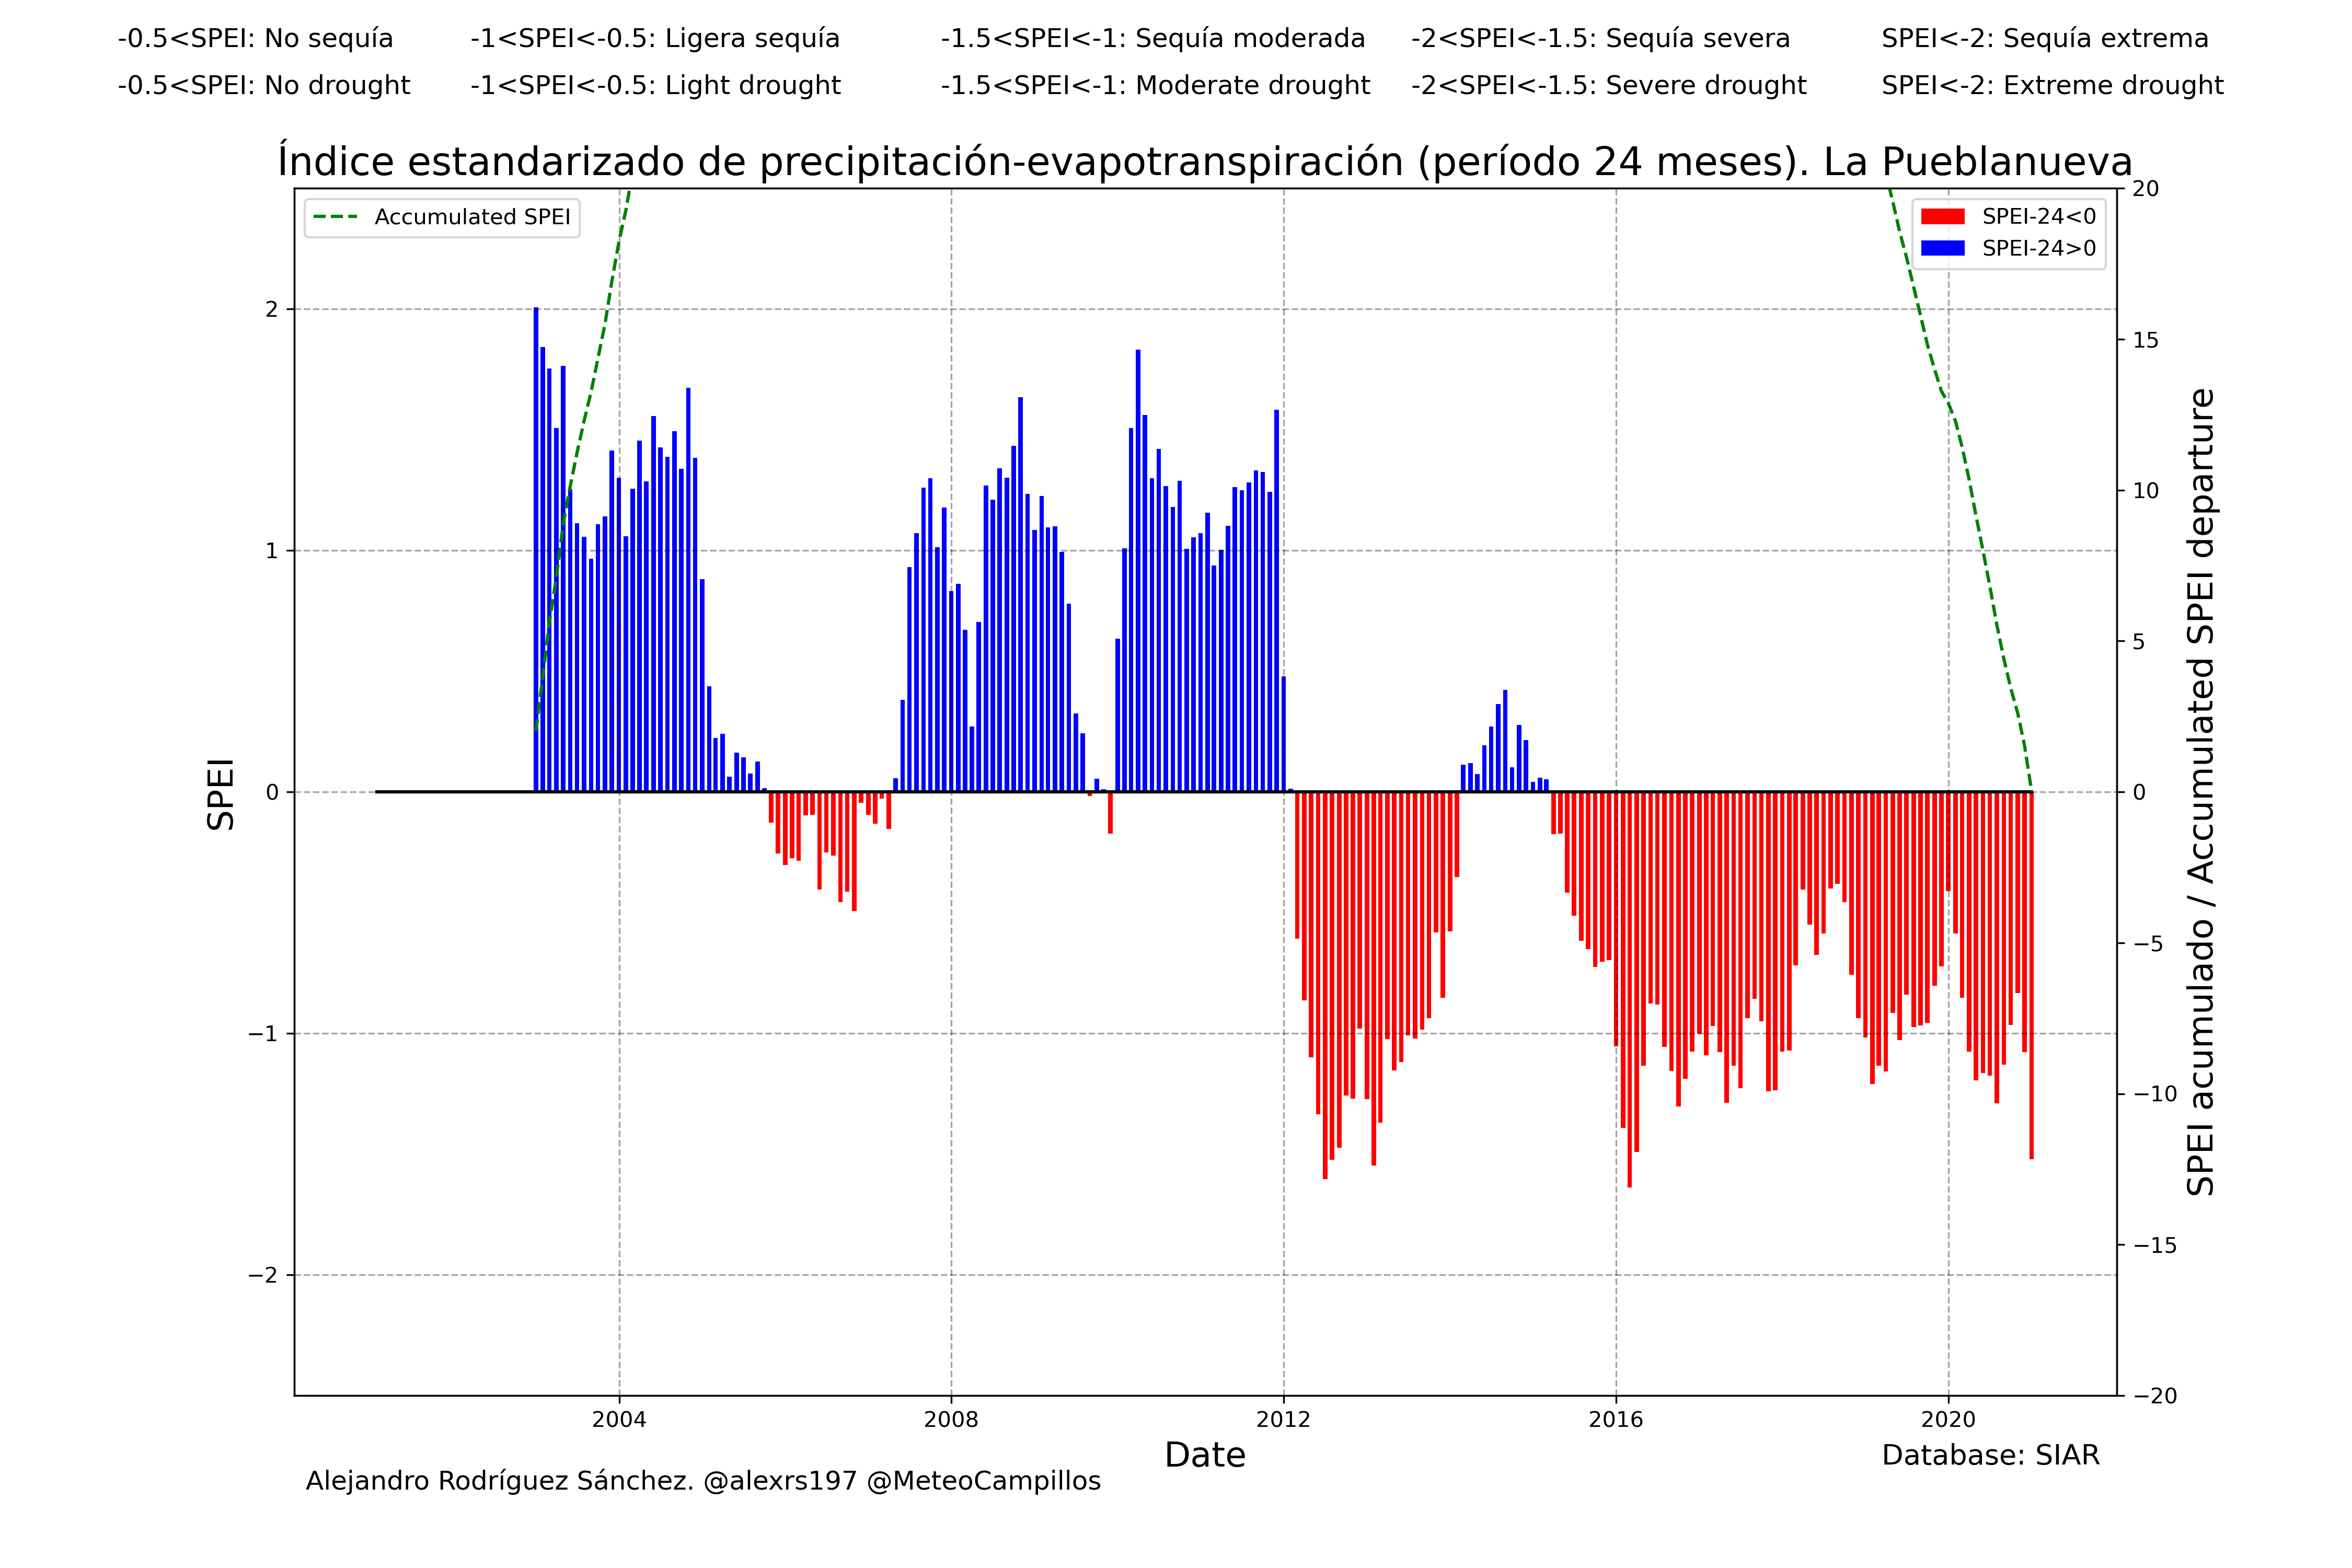 -0.5<SPEI: No sequía -1<SPEI<-0.5: Ligera sequía -1.5<SPEI<-1: Sequía moderada -2<SPEI<-1.5: Sequía severa SPEI<-2: Sequía extrema
-0.5<SPEI: No drought -1<SPEI<-0.5: Light drought -1.5<SPEI<-1: Moderate drought -2<SPEI<-1.5: Severe drought SPEI<-2: Extreme drought
Índice estandarizado de precipitación-evapotranspiración (período 24 meses). La Pueblanueva
Accumulated SPEI
SPEI-24<0
SPEI-24>0
SPEI
2
1
0
−1
−2
20
15
10
5
0
−5
−10
−15
−20
SPEI acumulado / Accumulated SPEI departure
2004 2008 2012 2016 2020
Date
Database: SIAR
Alejandro Rodríguez Sánchez. @alexrs197 @MeteoCampillos